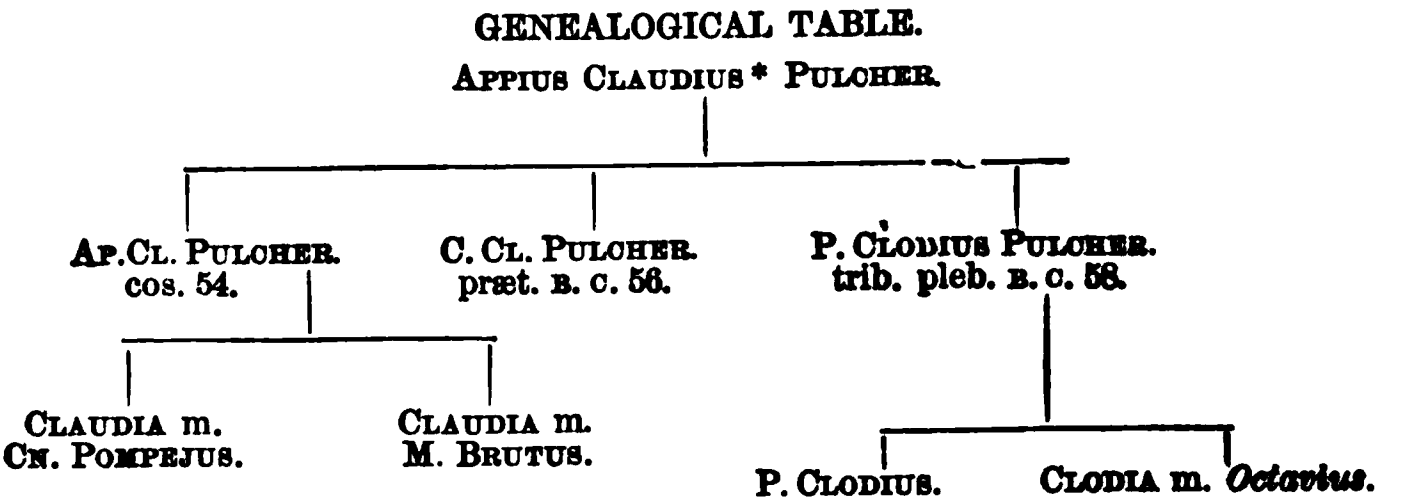 GENEALOGICAL TABLE.
APPIUS CLAUDIUS* PULCHER.
AP. CL. PULCHER.
cos. 54.
C. CL. PULCHER.
præt. B. C. 56.
P. CLODIUS PULCHER.
trib. pleb. B. C. 58.
CLAUDIA m.
CN. POMPEJUS.
CLAUDIA m.
M. BRUTUS.
P. CLODIUS.
CLODIA m. Octavius.